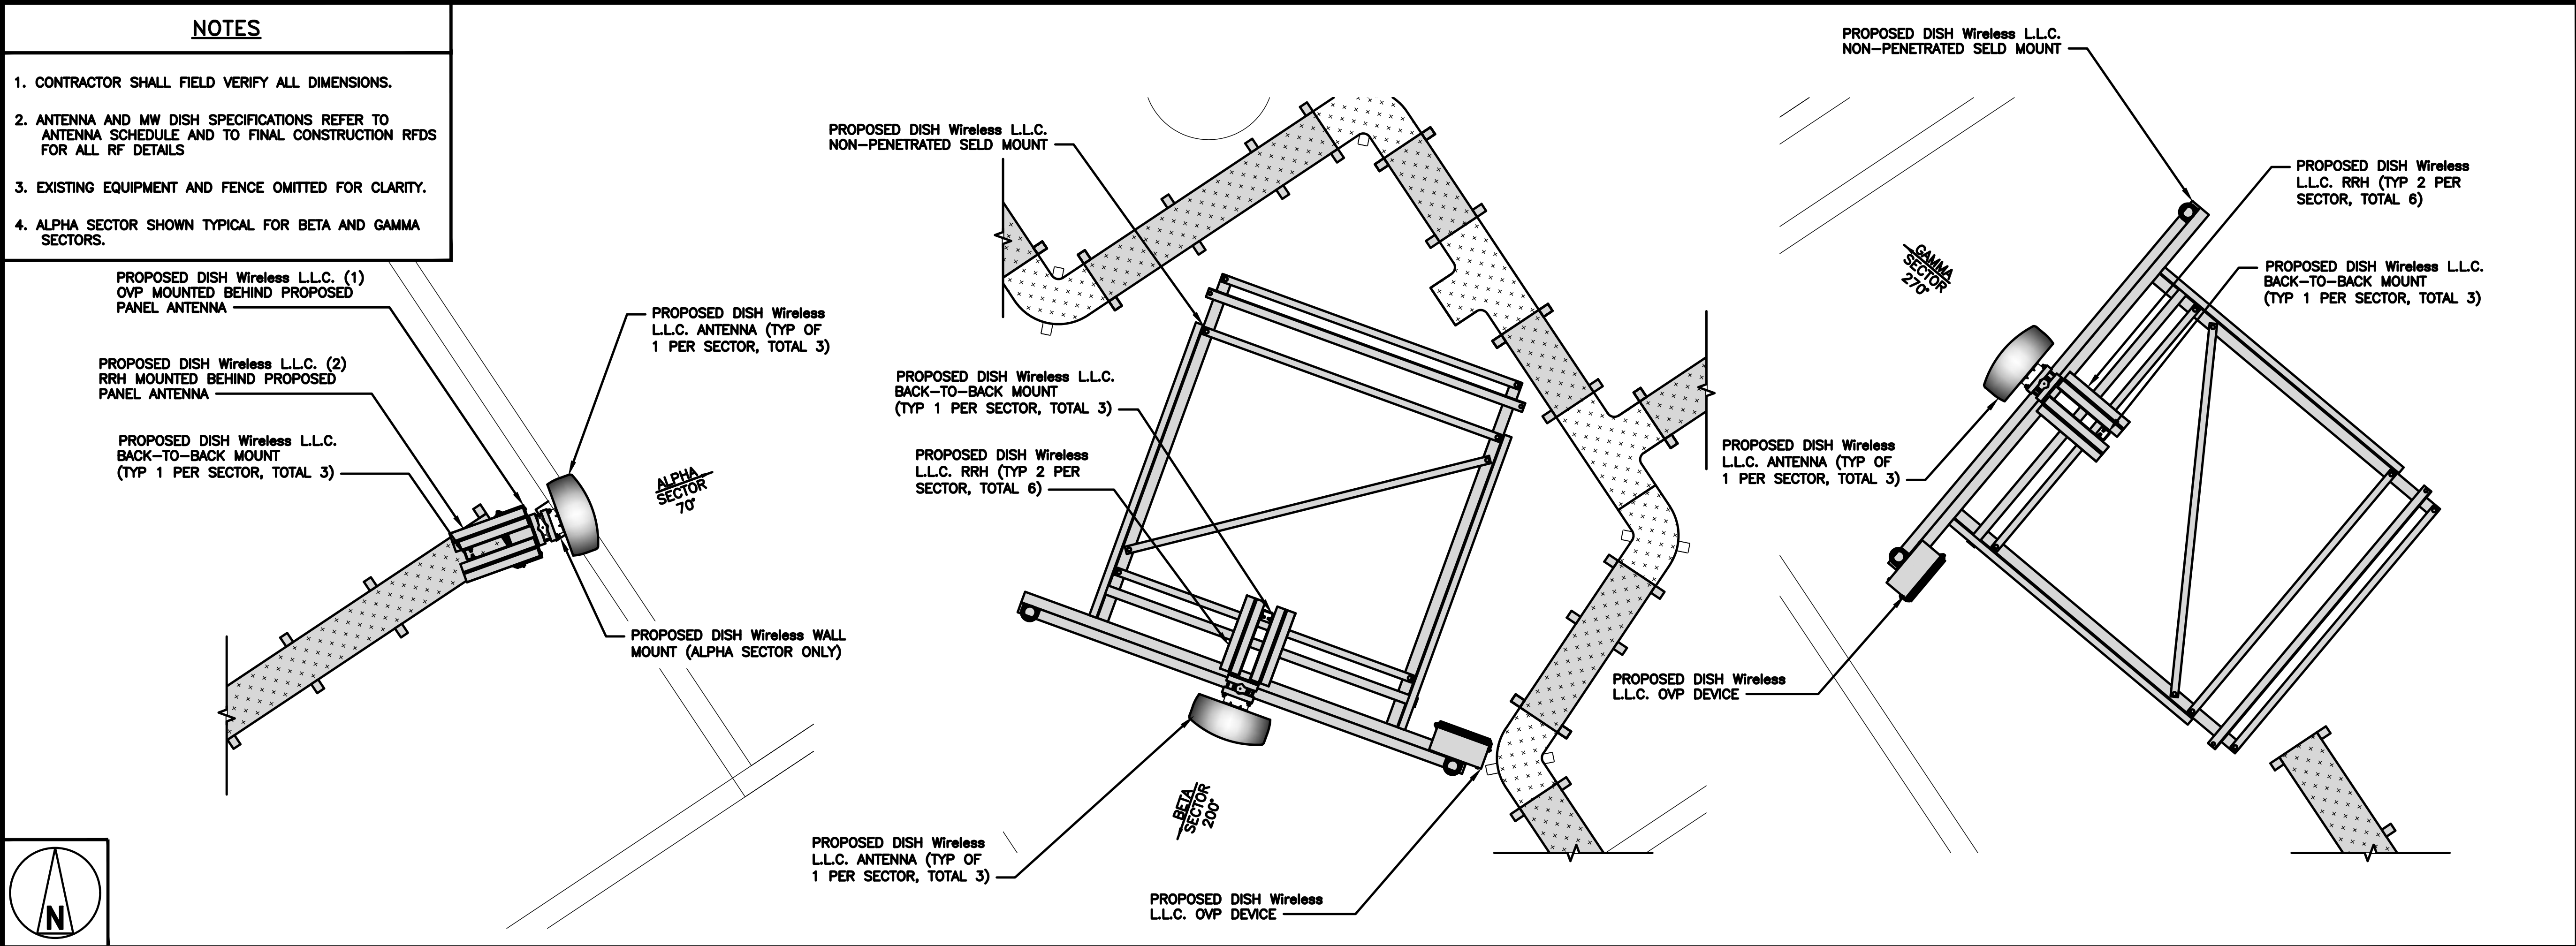 NOTES
1. CONTRACTOR SHALL FIELD VERIFY ALL DIMENSIONS.
2. ANTENNA AND MW DISH SPECIFICATIONS REFER TO
ANTENNA SCHEDULE AND TO FINAL CONSTRUCTION RFDS
FOR ALL RF DETAILS
3. EXISTING EQUIPMENT AND FENCE OMITTED FOR CLARITY.
4. ALPHA SECTOR SHOWN TYPICAL FOR BETA AND GAMMA
SECTORS.
PROPOSED DISH Wireless L.L.C. (1)
OVP MOUNTED BEHIND PROPOSED
PANEL ANTENNA
PROPOSED DISH Wireless L.L.C. (2)
RRH MOUNTED BEHIND PROPOSED
PANEL ANTENNA
PROPOSED DISH Wireless L.L.C.
BACK-TO-BACK MOUNT
(TYP 1 PER SECTOR, TOTAL 3)
PROPOSED DISH Wireless
L.L.C. ANTENNA (TYP OF
1 PER SECTOR, TOTAL 3)
ALPHA
SECTOR
70°
PROPOSED DISH Wireless WALL
MOUNT (ALPHA SECTOR ONLY)
N
PROPOSED DISH Wireless L.L.C.
NON-PENETRATED SELD MOUNT
PROPOSED DISH Wireless L.L.C.
BACK-TO-BACK MOUNT
(TYP 1 PER SECTOR, TOTAL 3)
PROPOSED DISH Wireless
L.L.C. RRH (TYP 2 PER
SECTOR, TOTAL 6)
BETA
SECTOR
200°
PROPOSED DISH Wireless
L.L.C. ANTENNA (TYP OF
1 PER SECTOR, TOTAL 3)
PROPOSED DISH Wireless
L.L.C. OVP DEVICE
PROPOSED DISH Wireless L.L.C.
NON-PENETRATED SELD MOUNT
PROPOSED DISH Wireless
L.L.C. RRH (TYP 2 PER
SECTOR, TOTAL 6)
GAMMA
SECTOR
270°
PROPOSED DISH Wireless L.L.C.
BACK-TO-BACK MOUNT
(TYP 1 PER SECTOR, TOTAL 3)
PROPOSED DISH Wireless
L.L.C. ANTENNA (TYP OF
1 PER SECTOR, TOTAL 3)
PROPOSED DISH Wireless
L.L.C. OVP DEVICE